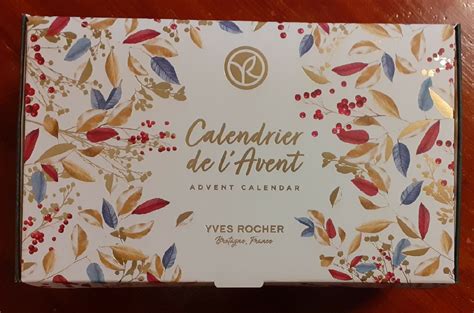 Calendrier
de l'Avent
ADVENT CALENDAR
YVES ROCHER
Bretagne, France